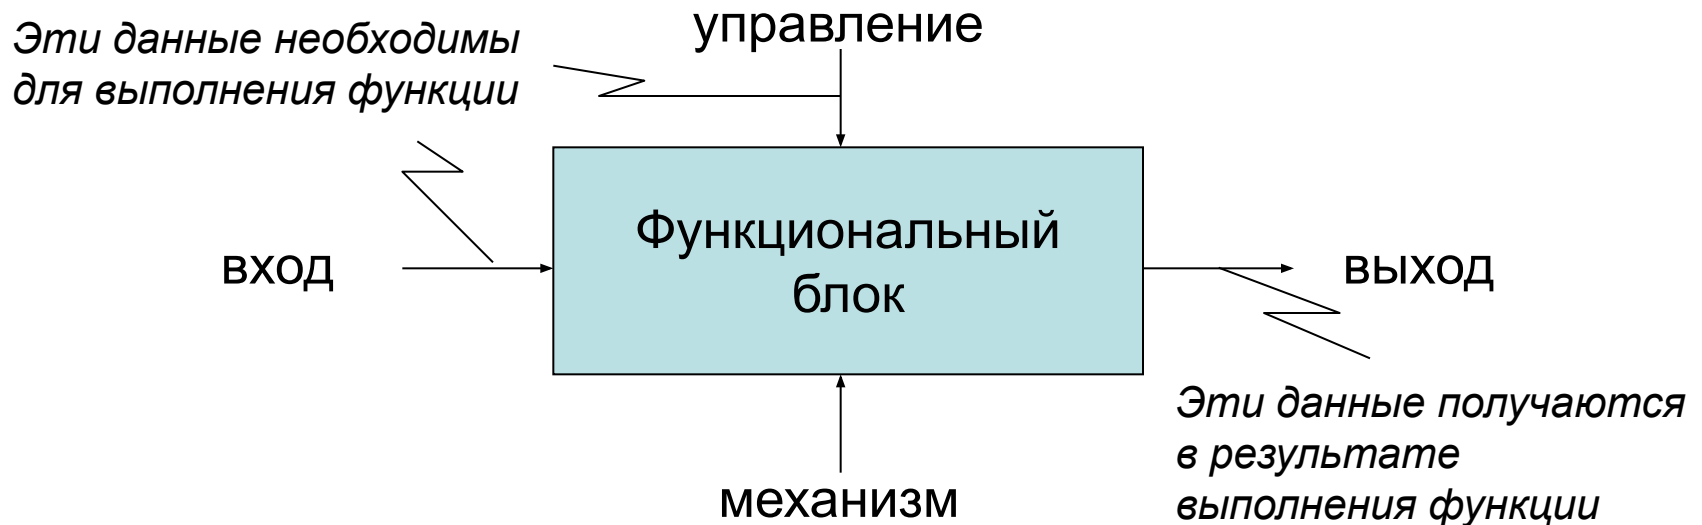 управление
Эти данные необходимы
для выполнения функции
Функциональный
блок
вход
выход
Эти данные получаются
в результате
выполнения функции
механизм